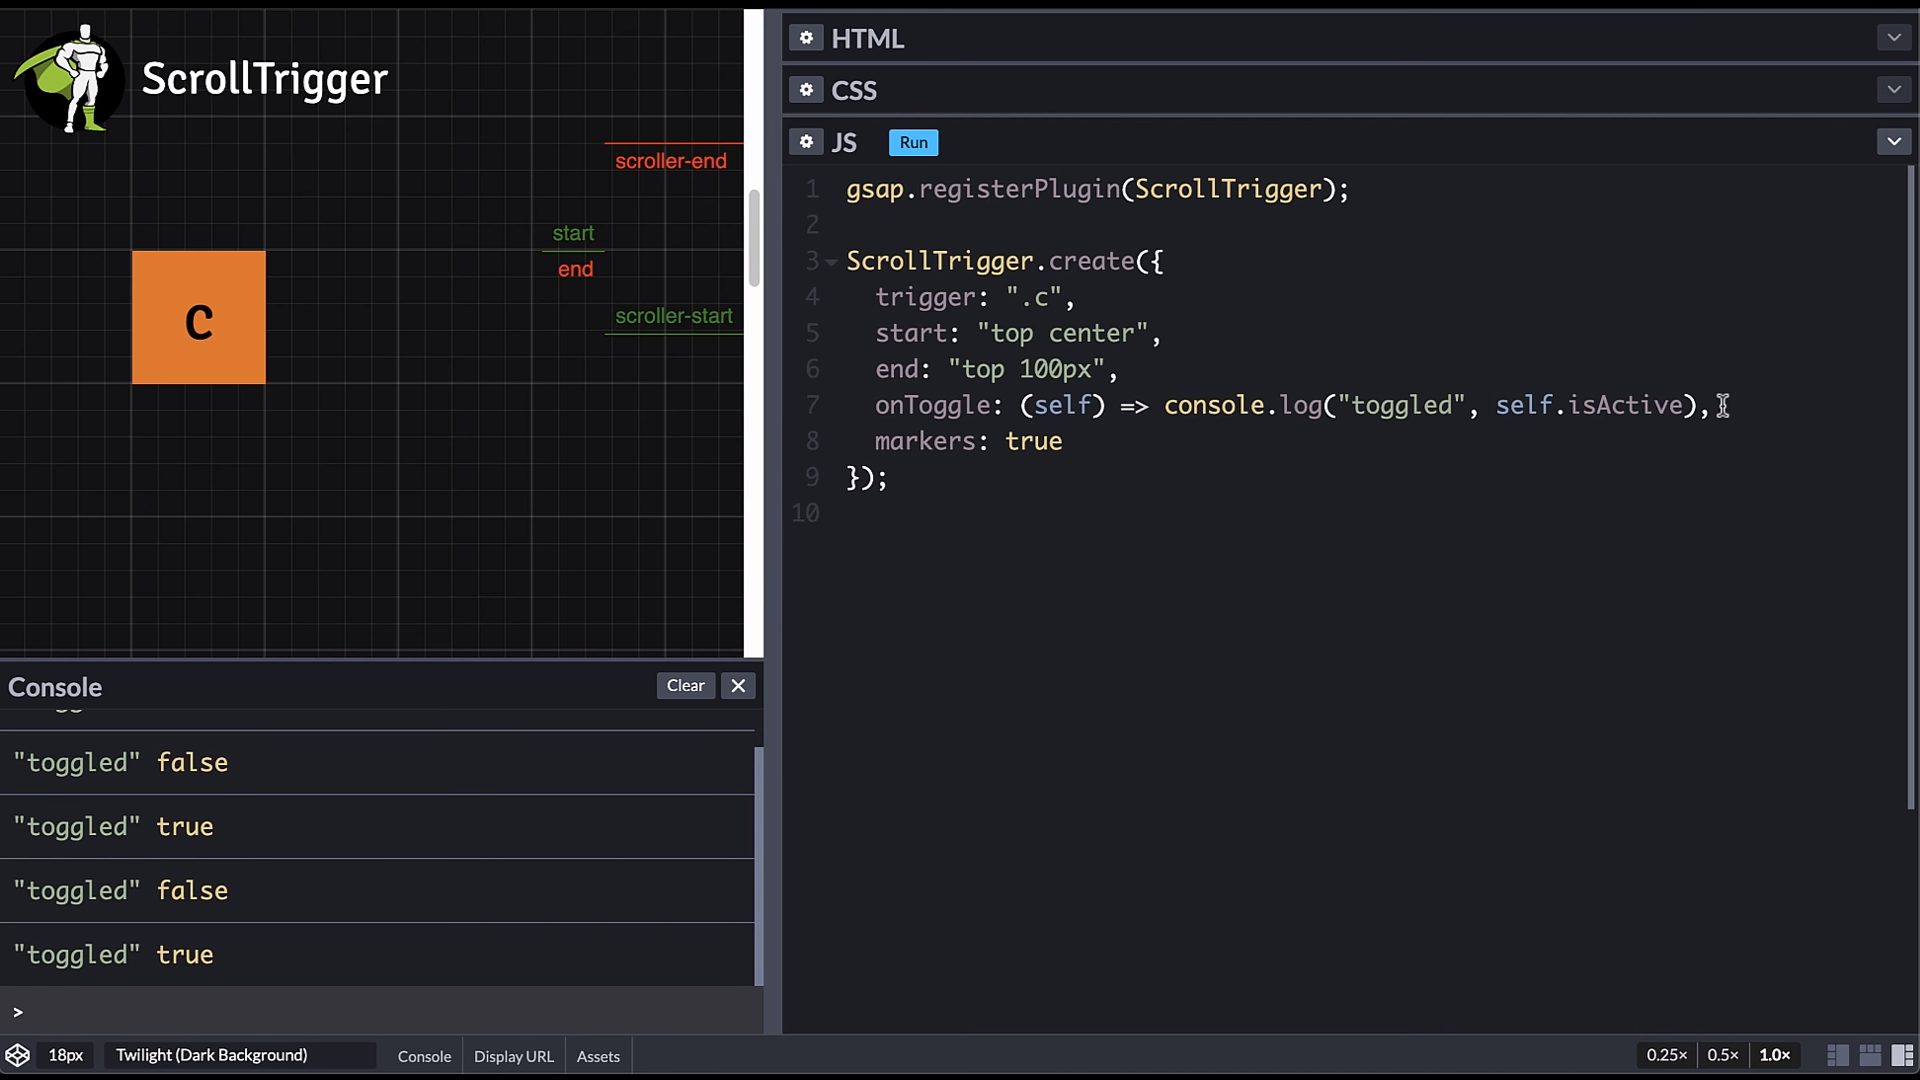 ScrollTrigger
scroller-end
start
end
scroller-start
C
HTML
CSS
JS
Run
1 gsap.registerPlugin(ScrollTrigger);
2
3 ScrollTrigger.create({
4 trigger: ".c",
5 start: "top center",
6 end: "top 100px",
7 onToggle: (self) => console.log("toggled", self.isActive),
8 markers: true
9 });
10
Console
Clear
"toggled" false
"toggled" true
"toggled" false
"toggled" true
>
18px
Twilight (Dark Background)
Console
Display URL
Assets
0.25×
0.5×
1.0×